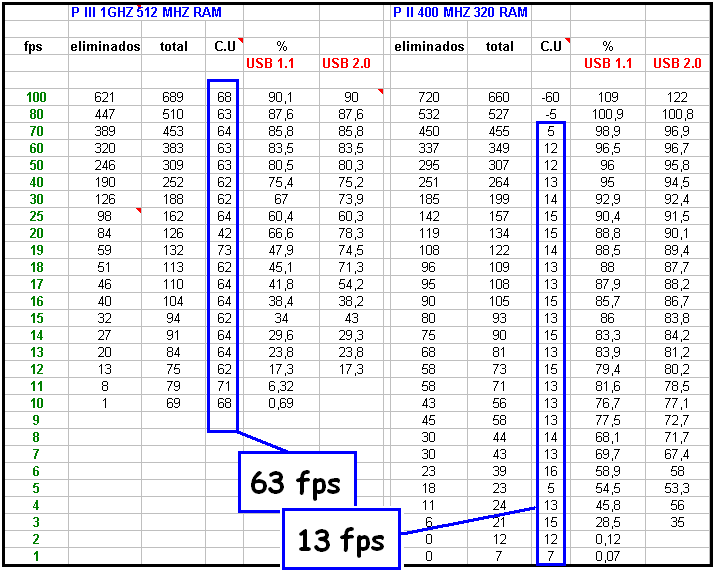 P III 1GHZ 512 MHZ RAM P II 400 MHZ 320 RAM
fps eliminados total C.U % eliminados total C.U %
USB 1.1 USB 2.0 USB 1.1 USB 2.0
100 621 689 68 90,1 90 720 660 -60 109 122
80 447 510 63 87,6 87,6 532 527 -5 100,9 100,8
70 389 453 64 85,8 85,8 450 455 5 98,9 96,9
60 320 383 63 83,5 83,5 337 349 12 96,5 96,7
50 246 309 63 80,5 80,3 295 307 12 96 95,8
40 190 252 62 75,4 75,2 251 264 13 95 94,5
30 126 188 62 67 73,9 185 199 14 92,9 92,4
25 98 162 64 60,4 60,3 142 157 15 90,4 91,5
20 84 126 42 66,6 78,3 119 134 15 88,8 90,1
19 59 132 73 47,9 74,5 108 122 14 88,5 89,4
18 51 113 62 45,1 71,3 96 109 13 88 87,7
17 46 110 64 41,8 54,2 95 108 13 87,9 88,2
16 40 104 64 38,4 38,2 90 105 15 85,7 86,7
15 32 94 62 34 43 80 93 13 86 83,8
14 27 91 64 29,6 29,3 75 90 15 83,3 84,2
13 20 84 64 23,8 23,8 68 81 13 83,9 81,2
12 13 75 62 17,3 17,3 58 73 15 79,4 80,2
11 8 79 71 6,32 58 71 13 81,6 78,5
10 1 69 68 0,69 43 56 13 76,7 77,1
9 45 58 13 77,5 72,7
8 30 44 14 68,1 71,7
7 30 43 13 69,7 67,4
6 23 39 16 58,9 58
5 18 23 5 54,5 53,3
4 11 24 13 45,8 56
3 6 21 15 28,5 35
2 0 12 12 0,12
1 0 7 7 0,07
63 fps
13 fps